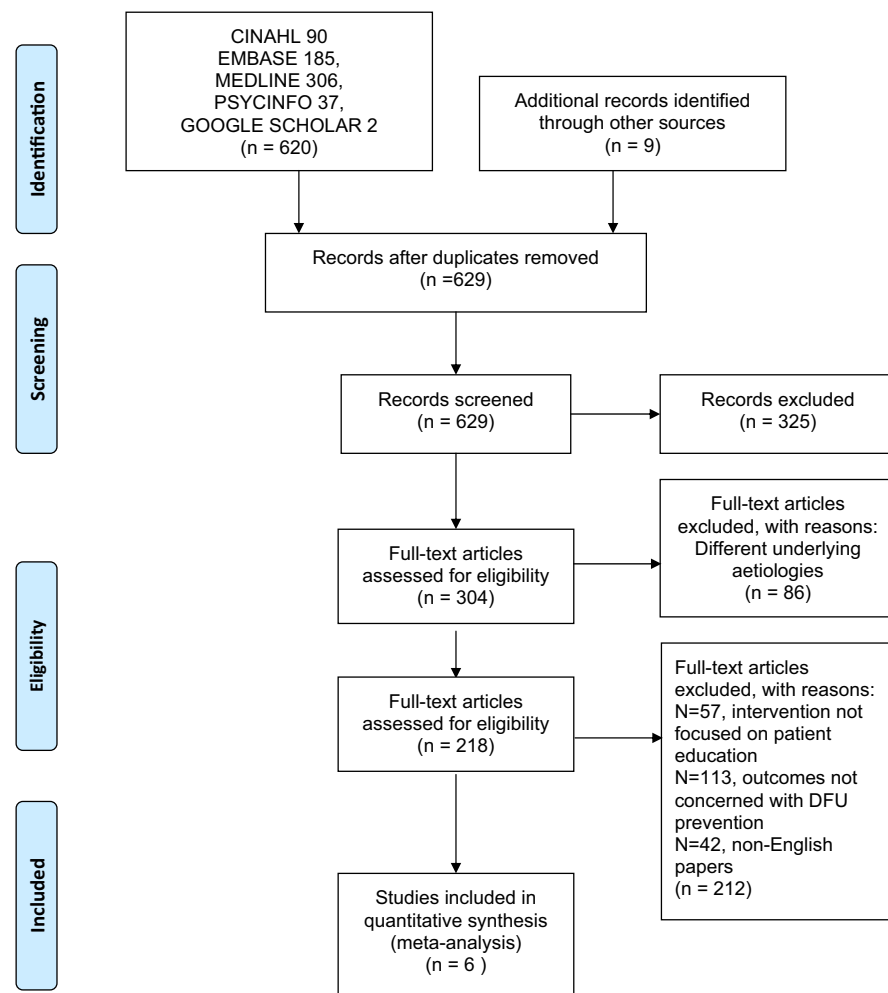 CINAHL 90
EMBASE 185,
MEDLINE 306,
PSYCINFO 37,
GOOGLE SCHOLAR 2
(n = 620)
Additional records identified
through other sources
(n = 9)
Identification
Records after duplicates removed
(n =629)
Screening
Records screened
(n = 629)
Records excluded
(n = 325)
Full-text articles
assessed for eligibility
(n = 304)
Full-text articles
excluded, with reasons:
Different underlying
aetiologies
(n = 86)
Eligibility
Full-text articles
assessed for eligibility
(n = 218)
Full-text articles
excluded, with reasons:
N=57, intervention not
focused on patient
education
N=113, outcomes not
concerned with DFU
prevention
N=42, non-English
papers
(n = 212)
Included
Studies included in
quantitative synthesis
(meta-analysis)
(n = 6 )